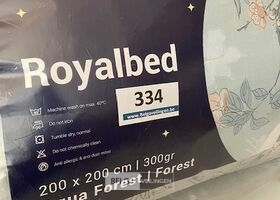 Royalbed
Machine wash on max. 40°C
Do not iron
Tumble dry, normal
Do not chemically clean
Anti allergic & anti-dust mites
334
www.Belgaveilingen.be
200 x 200 cm | 300gr
Forest | Forest